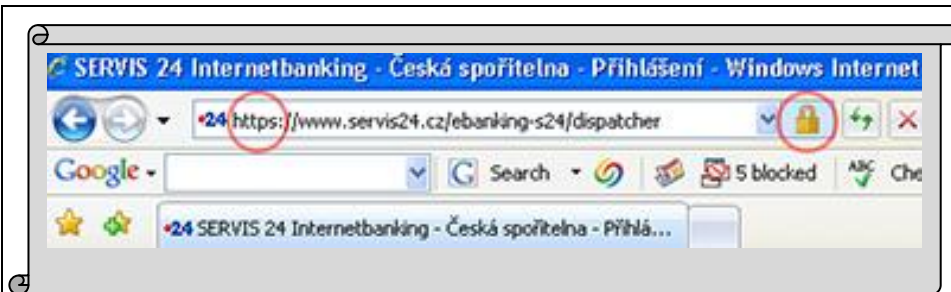 SERVIS 24 Internetbanking - Česká spořitelna - Přihlášení - Windows Internet
24 https://www.servis24.cz/ebanking-s24/dispatcher
Google G Search 5 blocked ABC Che
24 SERVIS 24 Internetbanking - Česká spořitelna - Přihlá...